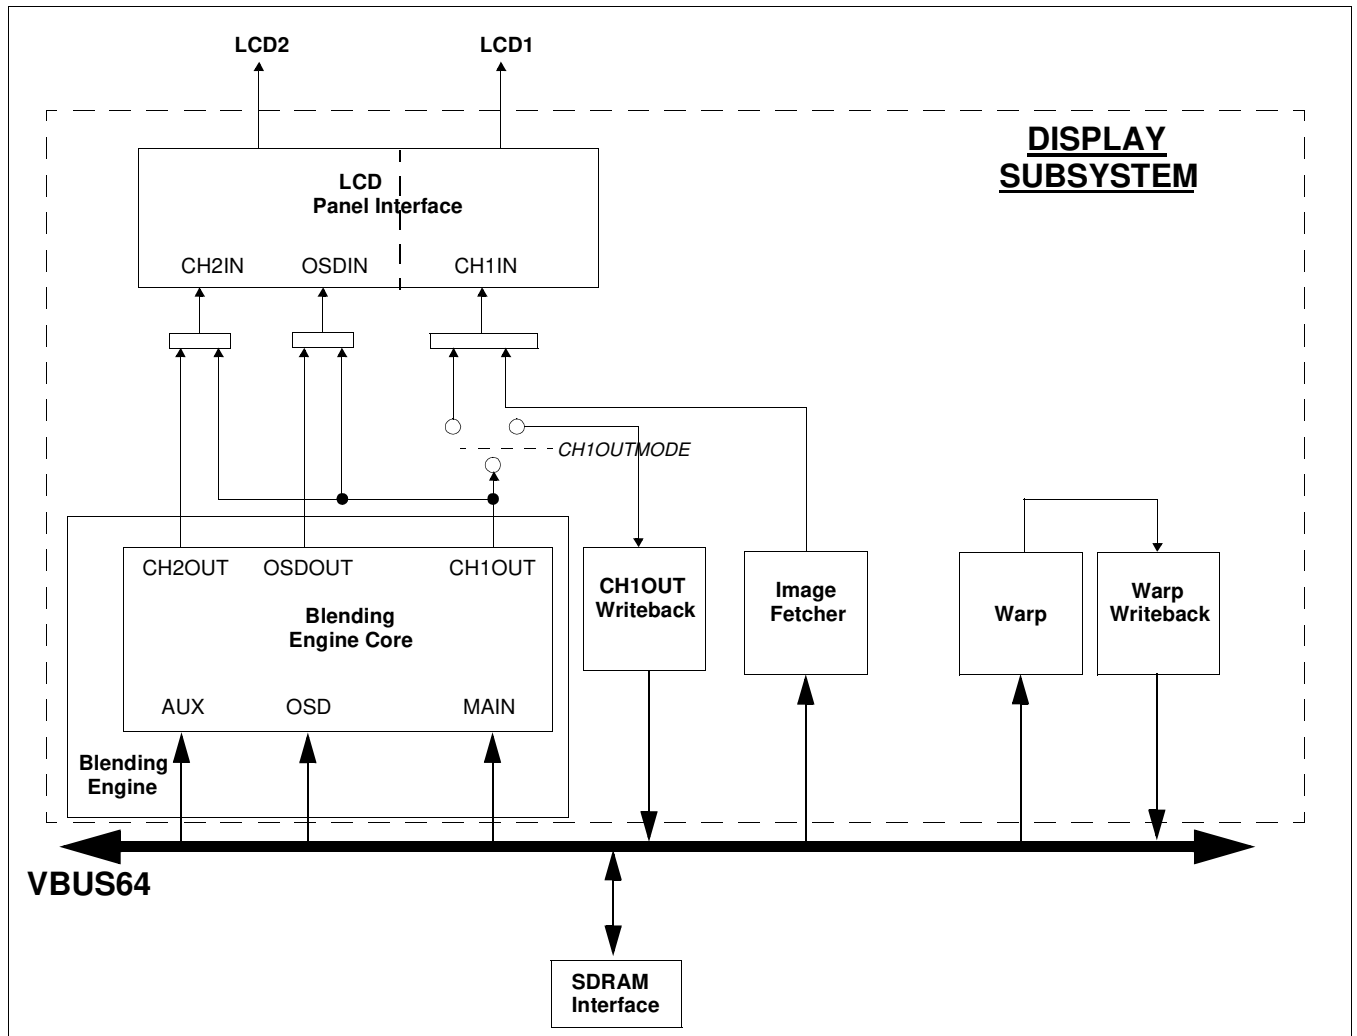 LCD2
LCD1
DISPLAY
SUBSYSTEM
LCD
Panel Interface
CH2IN
OSDIN
CH1IN
CH1OUTMODE
CH2OUT
OSDOUT
CH1OUT
Blending
Engine Core
AUX
OSD
MAIN
Blending
Engine
CH1OUT
Writeback
Image
Fetcher
Warp
Warp
Writeback
VBUS64
SDRAM
Interface